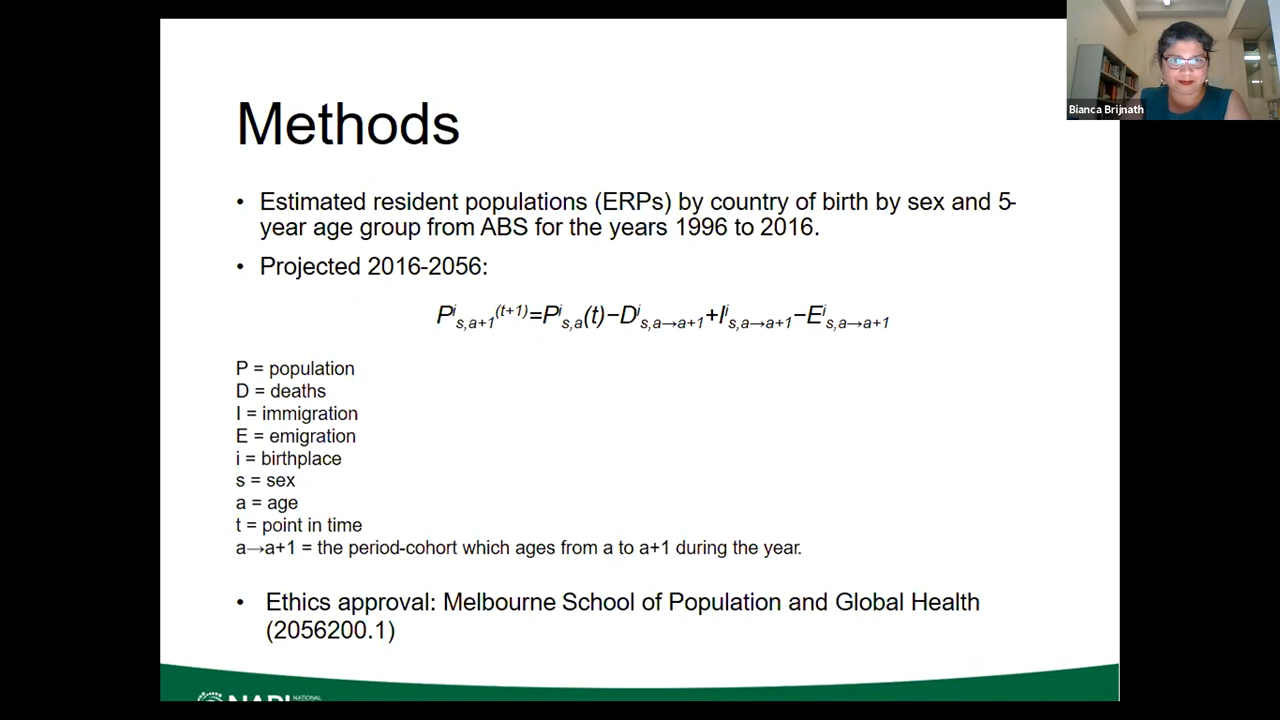 Bianca Brijnath
Methods
• Estimated resident populations (ERPs) by country of birth by sex and 5-
year age group from ABS for the years 1996 to 2016.
• Projected 2016-2056:
Pⁱₛ,ₐ₊₁⁽ᵗ⁺¹⁾=Pⁱₛ,ₐ(t)−Dⁱₛ,ₐ→ₐ₊₁+Iⁱₛ,ₐ→ₐ₊₁−Eⁱₛ,ₐ→ₐ₊₁
P = population
D = deaths
I = immigration
E = emigration
i = birthplace
s = sex
a = age
t = point in time
a→a+1 = the period-cohort which ages from a to a+1 during the year.
• Ethics approval: Melbourne School of Population and Global Health
(2056200.1)
NATIONAL